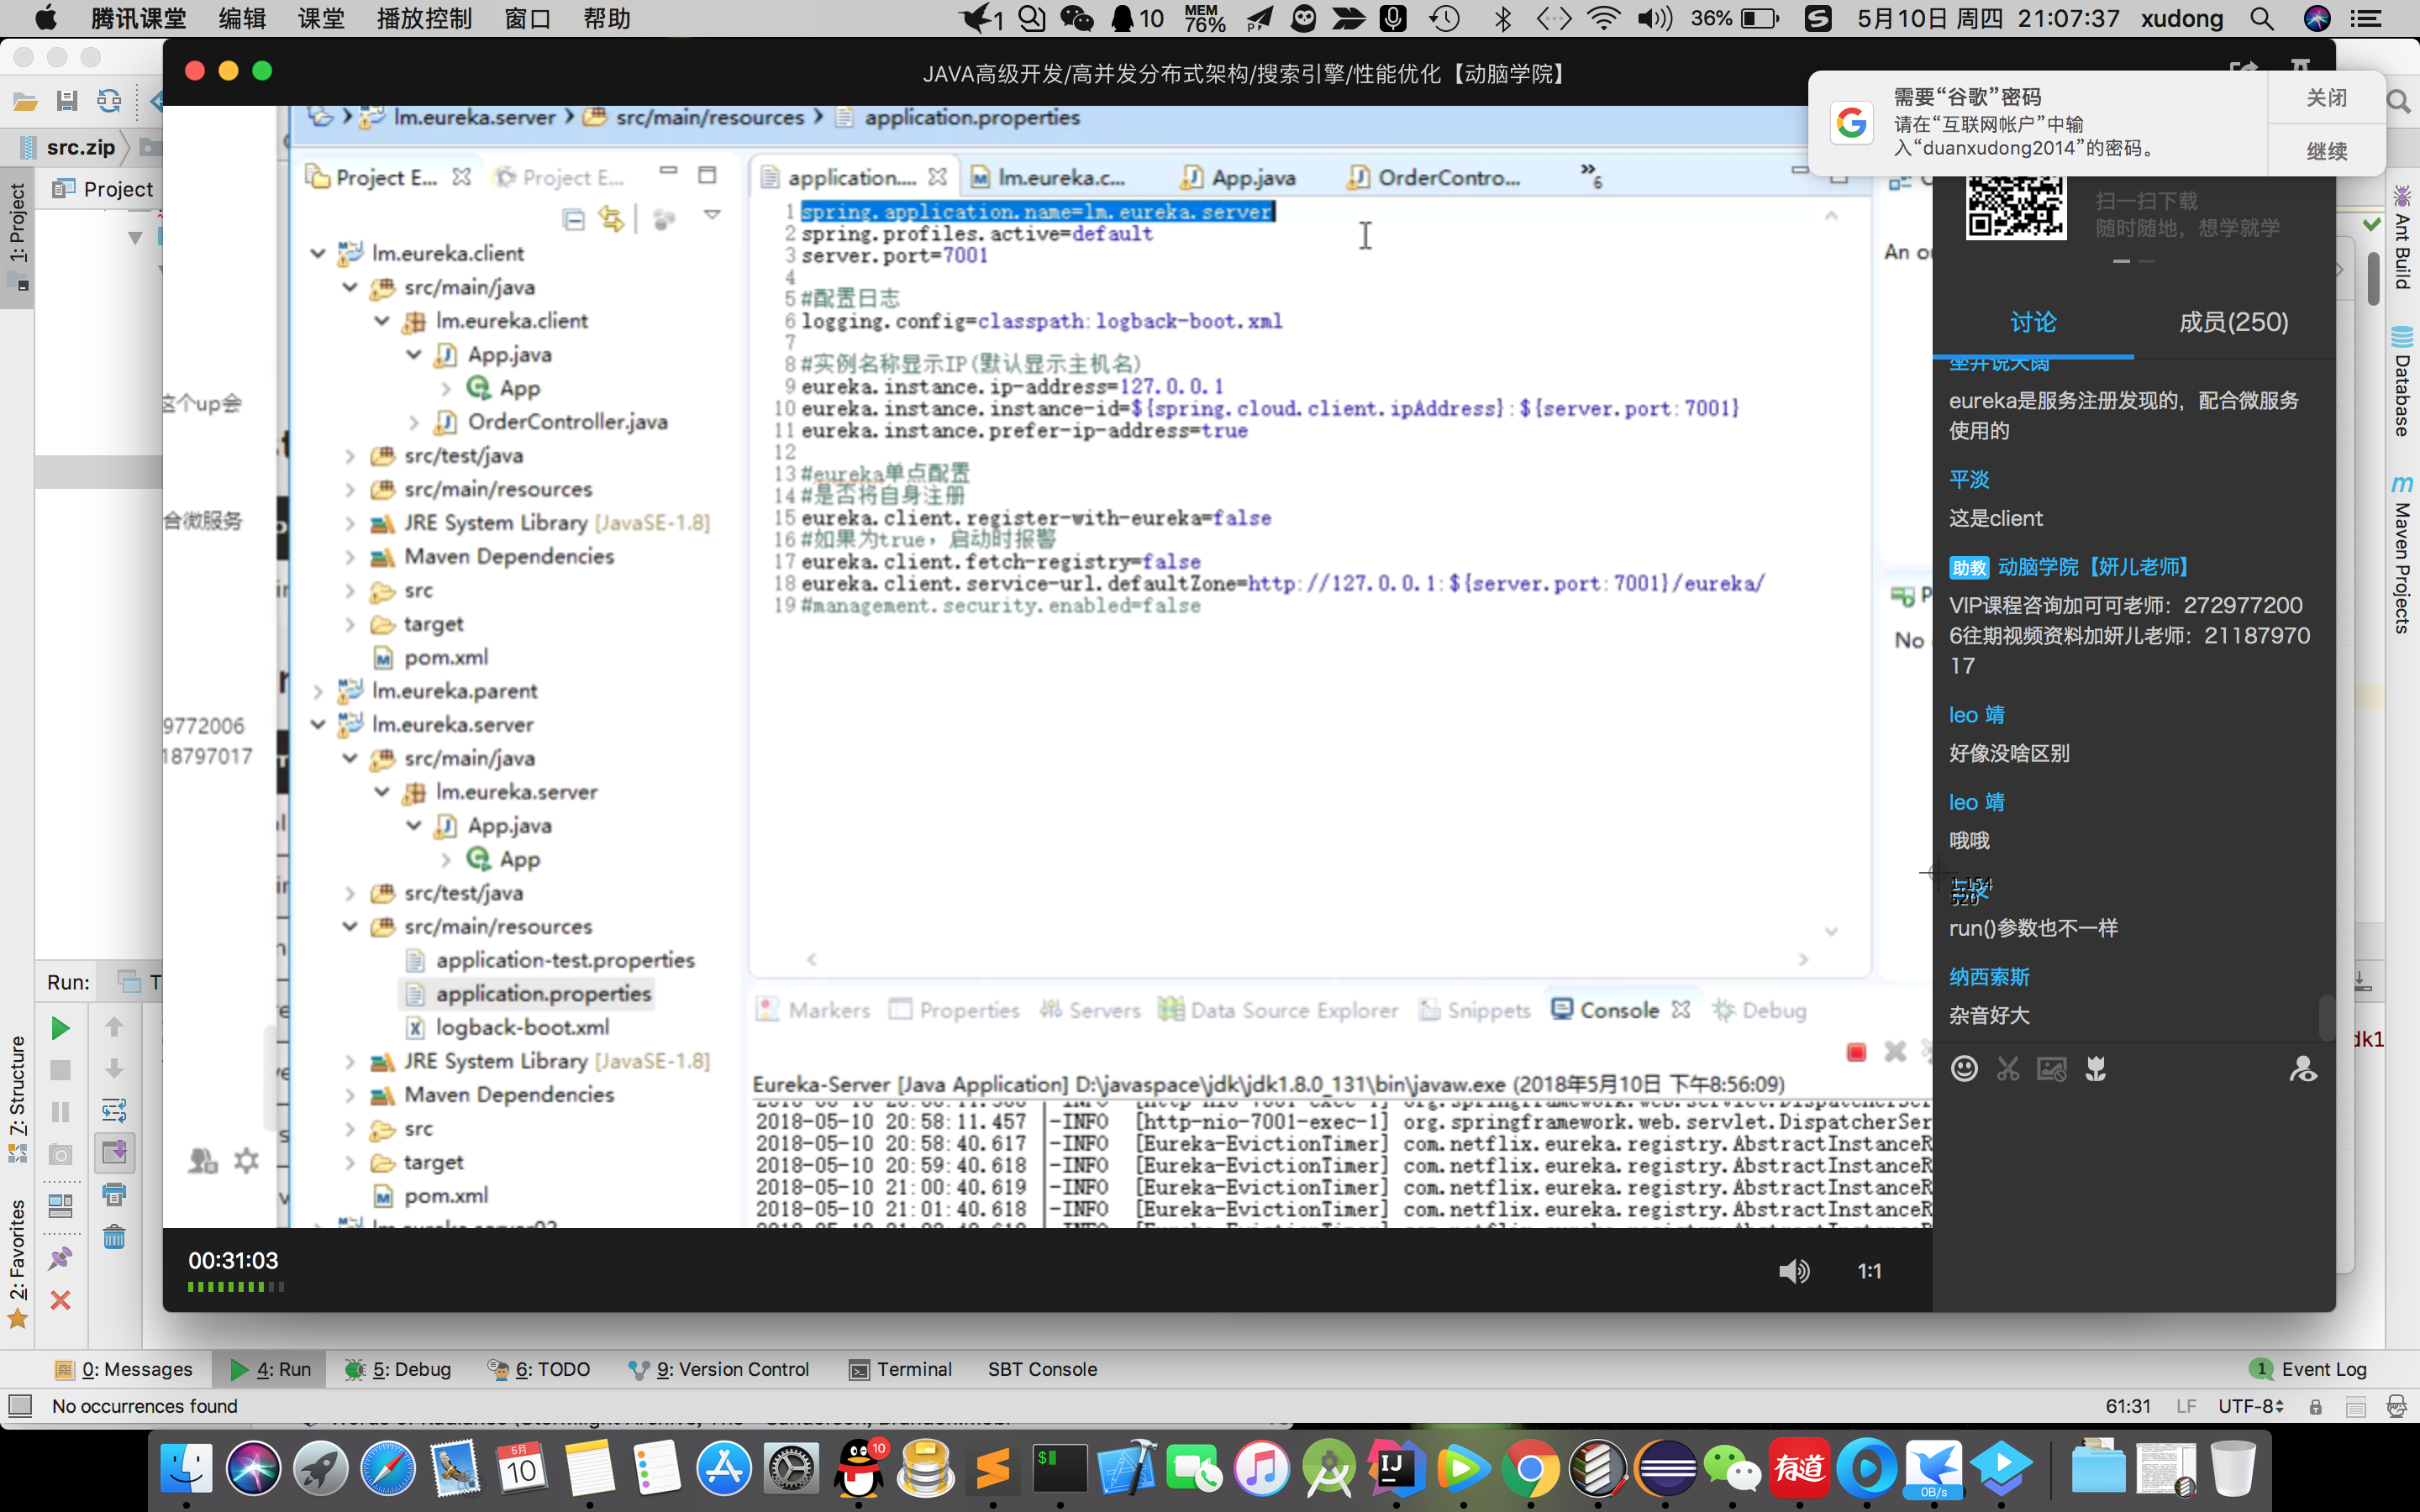 腾讯课堂 编辑 课堂 播放控制 窗口 帮助
1 10 MEM 76% 36% 5月10日 周四 21:07:37 xudong
JAVA高级开发/高并发分布式架构/搜索引擎/性能优化【动脑学院】
需要“谷歌”密码
请在“互联网帐户”中输
入“duanxudong2014”的密码。
关闭
继续
src.zip
Project
1: Project
7: Structure
2: Favorites
Ant Build
Database
Maven Projects
这个up会
合微服务
9772006
18797017
lm.eureka.server src/main/resources application.properties
Project E...
Project E...
lm.eureka.client
src/main/java
lm.eureka.client
App.java
App
OrderController.java
src/test/java
src/main/resources
JRE System Library [JavaSE-1.8]
Maven Dependencies
src
target
pom.xml
lm.eureka.parent
lm.eureka.server
src/main/java
lm.eureka.server
App.java
App
src/test/java
src/main/resources
application-test.properties
application.properties
logback-boot.xml
JRE System Library [JavaSE-1.8]
Maven Dependencies
src
target
pom.xml
application.... lm.eureka.c... App.java OrderContro... »6
1 spring.application.name=lm.eureka.server
2 spring.profiles.active=default
3 server.port=7001
4
5 #配置日志
6 logging.config=classpath:logback-boot.xml
7
8 #实例名称显示IP(默认显示主机名)
9 eureka.instance.ip-address=127.0.0.1
10 eureka.instance.instance-id=${spring.cloud.client.ipAddress}:${server.port:7001}
11 eureka.instance.prefer-ip-address=true
12
13 #eureka单点配置
14 #是否将自身注册
15 eureka.client.register-with-eureka=false
16 #如果为true，启动时报警
17 eureka.client.fetch-registry=false
18 eureka.client.service-url.defaultZone=http://127.0.0.1:${server.port:7001}/eureka/
19 #management.security.enabled=false
Markers Properties Servers Data Source Explorer Snippets Console Debug
Eureka-Server [Java Application] D:\javaspace\jdk\jdk1.8.0_131\bin\javaw.exe (2018年5月10日 下午8:56:09)
2018-05-10 20:58:11.457 |-INFO [http-nio-7001-exec-1] org.springframework.web.servlet.DispatcherSer
2018-05-10 20:58:40.617 |-INFO [Eureka-EvictionTimer] com.netflix.eureka.registry.AbstractInstanceR
2018-05-10 20:59:40.618 |-INFO [Eureka-EvictionTimer] com.netflix.eureka.registry.AbstractInstanceR
2018-05-10 21:00:40.619 |-INFO [Eureka-EvictionTimer] com.netflix.eureka.registry.AbstractInstanceR
2018-05-10 21:01:40.618 |-INFO [Eureka-EvictionTimer] com.netflix.eureka.registry.AbstractInstanceR
An o
No
扫一扫下载
随时随地，想学就学
讨论 成员(250)
eureka是服务注册发现的，配合微服务
使用的
平淡
这是client
助教 动脑学院【妍儿老师】
VIP课程咨询加可可老师：272977200
6往期视频资料加妍儿老师：21187970
17
leo 靖
好像没啥区别
leo 靖
哦哦
1,154
520
run()参数也不一样
纳西索斯
杂音好大
00:31:03
1:1
Run:
dk1
0: Messages 4: Run 5: Debug 6: TODO 9: Version Control Terminal SBT Console 1 Event Log
No occurrences found
61:31 LF UTF-8
5月
10
10
$
IJ
有道
0B/s